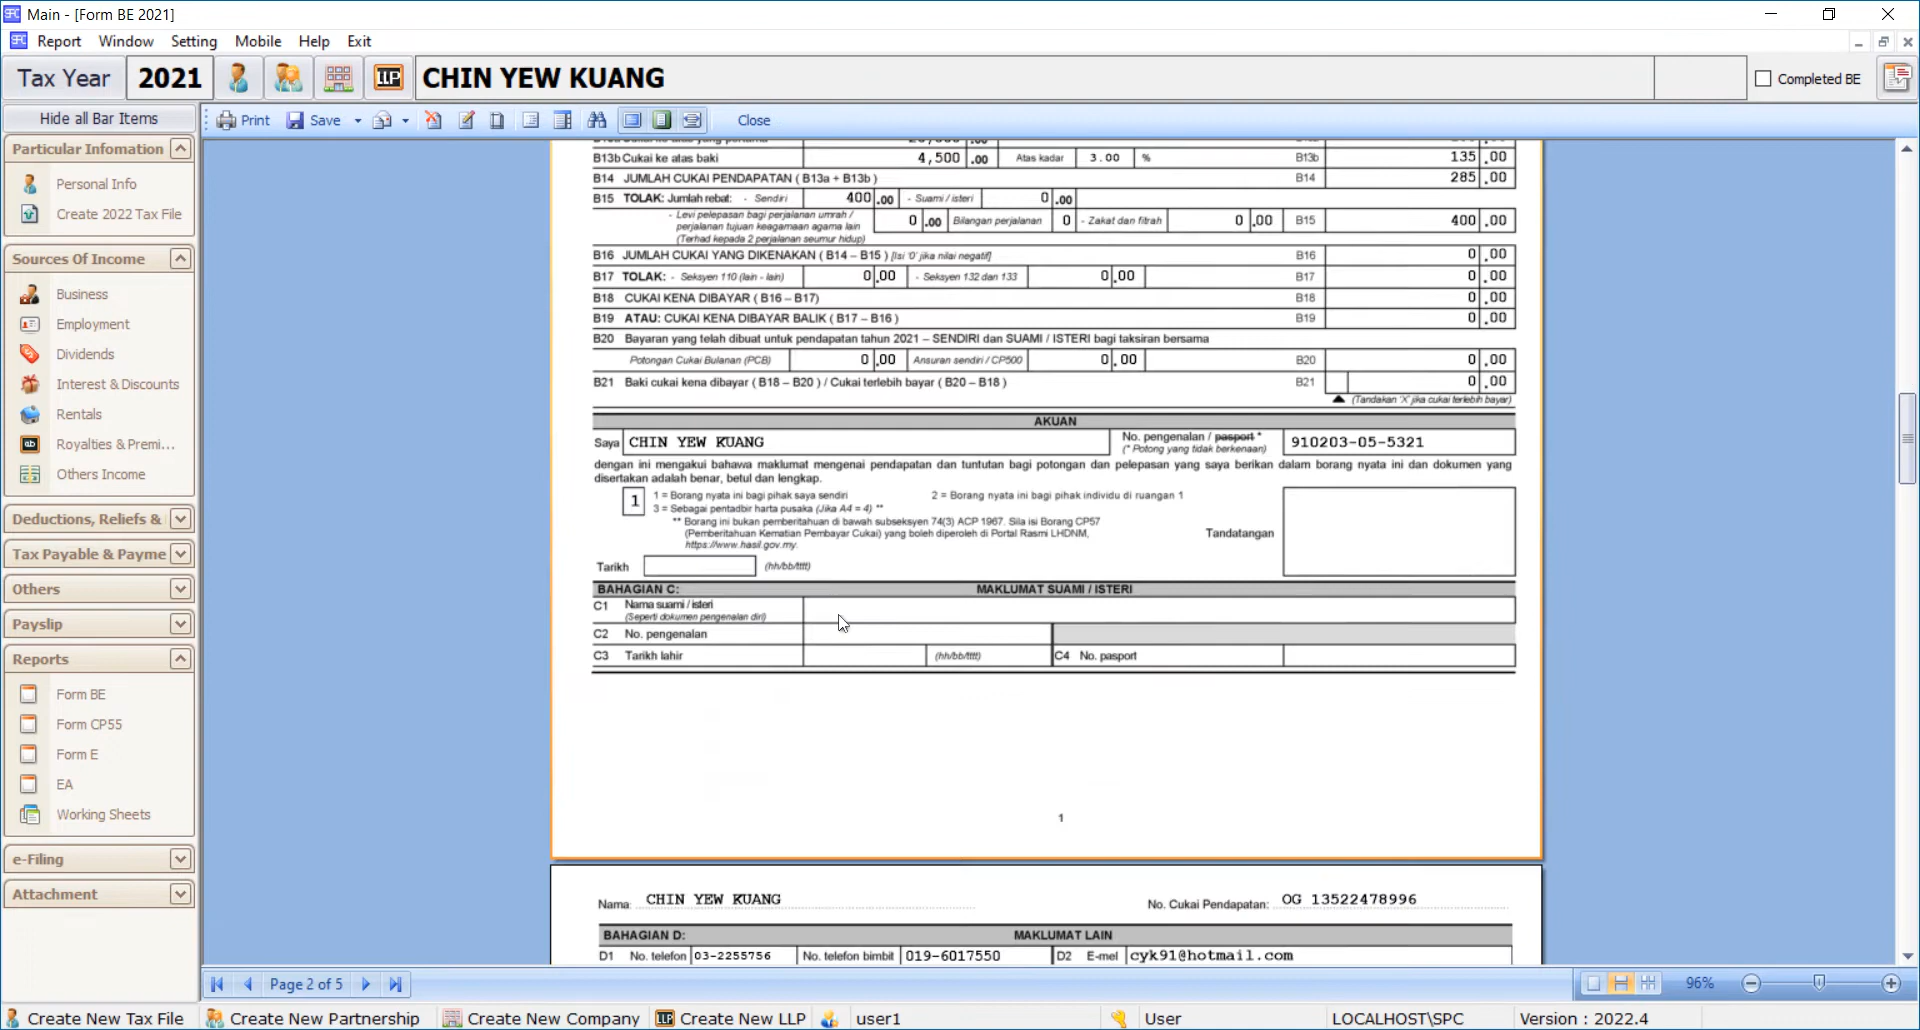 Main - [Form BE 2021]
Report Window Setting Mobile Help Exit
Tax Year 2021 LLP CHIN YEW KUANG Completed BE
Hide all Bar Items Print Save Close
Particular Infomation
Personal Info
Create 2022 Tax File
Sources Of Income
Business
Employment
Dividends
Interest & Discounts
Rentals
Royalties & Premi...
Others Income
Deductions, Reliefs &
Tax Payable & Payme
Others
Payslip
Reports
Form BE
Form CP55
Form E
EA
Working Sheets
e-Filing
Attachment
B13b Cukai ke atas baki 4,500 .00 Atas kadar 3.00 % B13b 135 .00
B14 JUMLAH CUKAI PENDAPATAN ( B13a + B13b ) B14 285 .00
B15 TOLAK: Jumlah rebat: - Sendiri 400 .00 - Suami / isteri 0 .00
- Levi pelepasan bagi perjalanan umrah /
perjalanan tujuan keagamaan agama lain 0 .00 Bilangan perjalanan 0 - Zakat dan fitrah 0 .00 B15 400 .00
(Terhad kepada 2 perjalanan seumur hidup)
B16 JUMLAH CUKAI YANG DIKENAKAN ( B14 – B15 ) [Isi '0' jika nilai negatif] B16 0 .00
B17 TOLAK: - Seksyen 110 (lain - lain) 0 .00 - Seksyen 132 dan 133 0 .00 B17 0 .00
B18 CUKAI KENA DIBAYAR ( B16 – B17) B18 0 .00
B19 ATAU: CUKAI KENA DIBAYAR BALIK ( B17 – B16 ) B19 0 .00
B20 Bayaran yang telah dibuat untuk pendapatan tahun 2021 – SENDIRI dan SUAMI / ISTERI bagi taksiran bersama
Potongan Cukai Bulanan (PCB) 0 .00 Ansuran sendiri / CP500 0 .00 B20 0 .00
B21 Baki cukai kena dibayar ( B18 – B20 ) / Cukai terlebih bayar ( B20 – B18 ) B21 0 .00
(Tandakan 'X' jika cukai terlebih bayar)
AKUAN
Saya CHIN YEW KUANG No. pengenalan / pasport * 910203-05-5321
(* Potong yang tidak berkenaan)
dengan ini mengakui bahawa maklumat mengenai pendapatan dan tuntutan bagi potongan dan pelepasan yang saya berikan dalam borang nyata ini dan dokumen yang
disertakan adalah benar, betul dan lengkap.
1 1 = Borang nyata ini bagi pihak saya sendiri 2 = Borang nyata ini bagi pihak individu di ruangan 1
3 = Sebagai pentadbir harta pusaka (Jika A4 = 4) **
** Borang ini bukan pemberitahuan di bawah subseksyen 74(3) ACP 1967. Sila isi Borang CP57
(Pemberitahuan Kematian Pembayar Cukai) yang boleh diperoleh di Portal Rasmi LHDNM, Tandatangan
https://www.hasil.gov.my.
Tarikh (hh/bb/tttt)
BAHAGIAN C: MAKLUMAT SUAMI / ISTERI
C1 Nama suami / isteri
(Seperti dokumen pengenalan diri)
C2 No. pengenalan
C3 Tarikh lahir (hh/bb/tttt) C4 No. pasport
1
Nama: CHIN YEW KUANG No. Cukai Pendapatan: OG 13522478996
BAHAGIAN D: MAKLUMAT LAIN
D1 No. telefon 03-2255756 No. telefon bimbit 019-6017550 D2 E-mel cyk91@hotmail.com
Page 2 of 5 96%
Create New Tax File Create New Partnership Create New Company LLP Create New LLP user1 User LOCALHOST\SPC Version : 2022.4